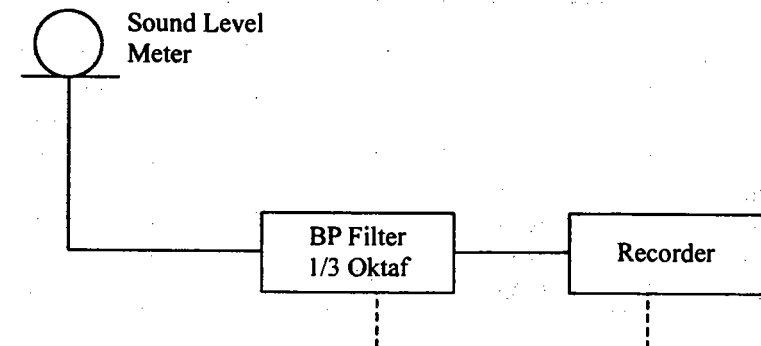 Sound Level
Meter
BP Filter
1/3 Oktaf
Recorder